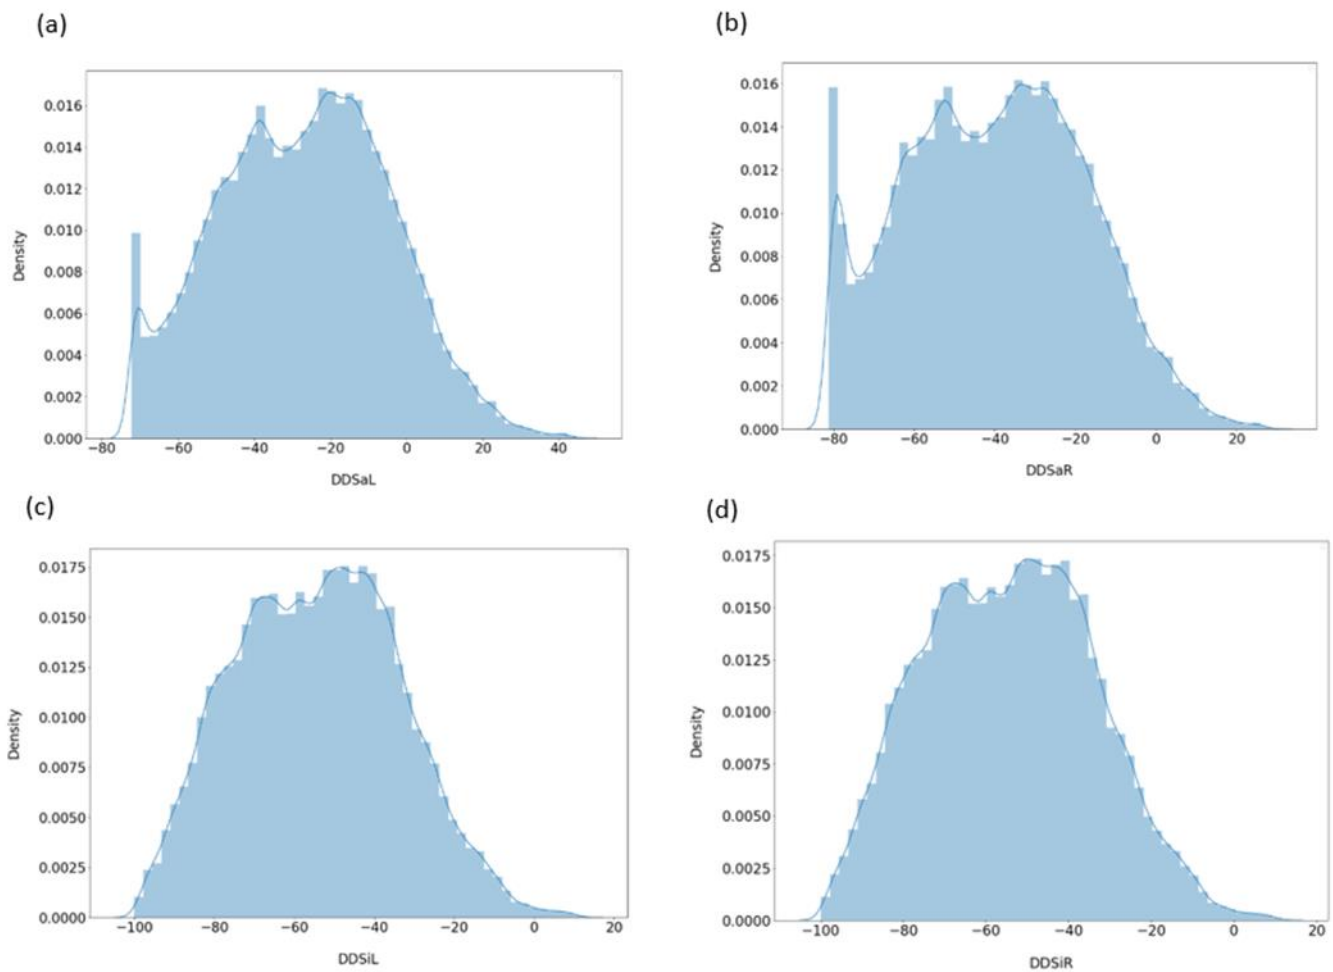 (a)
(b)
0.016
0.014
0.012
0.010
0.008
0.006
0.004
0.002
0.000
Density
−80 −60 −40 −20 0 20 40
DDSaL
0.016
0.014
0.012
0.010
0.008
0.006
0.004
0.002
0.000
Density
−80 −60 −40 −20 0 20
DDSaR
(c)
(d)
0.0175
0.0150
0.0125
0.0100
0.0075
0.0050
0.0025
0.0000
Density
−100 −80 −60 −40 −20 0 20
DDSiL
0.0175
0.0150
0.0125
0.0100
0.0075
0.0050
0.0025
0.0000
Density
−100 −80 −60 −40 −20 0 20
DDSiR